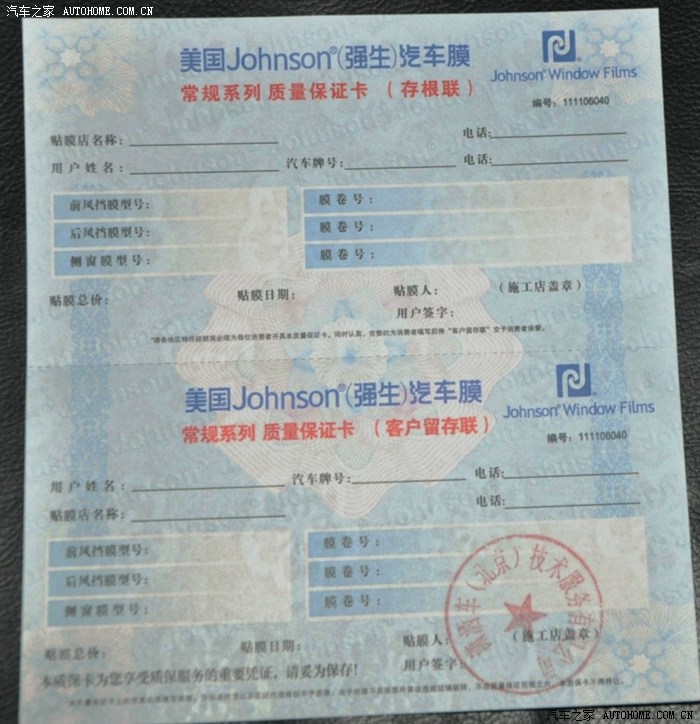 汽车之家 AUTOHOME.COM.CN
美国Johnson®(强生)汽车膜
Johnson® Window Films
常规系列 质量保证卡 (存根联)
编号: 111106040
贴膜店名称: 电话:
用户姓名: 汽车牌号: 电话:
前风挡膜型号: 膜卷号:
后风挡膜型号: 膜卷号:
侧窗膜型号: 膜卷号:
贴膜总价: 贴膜日期: 贴膜人: (施工店盖章)
用户签字:
美国Johnson®(强生)汽车膜
Johnson® Window Films
常规系列 质量保证卡 (客户留存联)
编号: 111106040
用户姓名: 汽车牌号: 电话:
贴膜店名称: 电话:
前风挡膜型号: 膜卷号:
后风挡膜型号: 膜卷号:
侧窗膜型号: 膜卷号:
车(北京)技术服务有限公司
贴膜总价: 贴膜日期: 贴膜人: (施工店盖章)
用户签字:
本质保卡为您享受质保服务的重要凭证,请妥为保存!
汽车之家 AUTOHOME.COM.CN